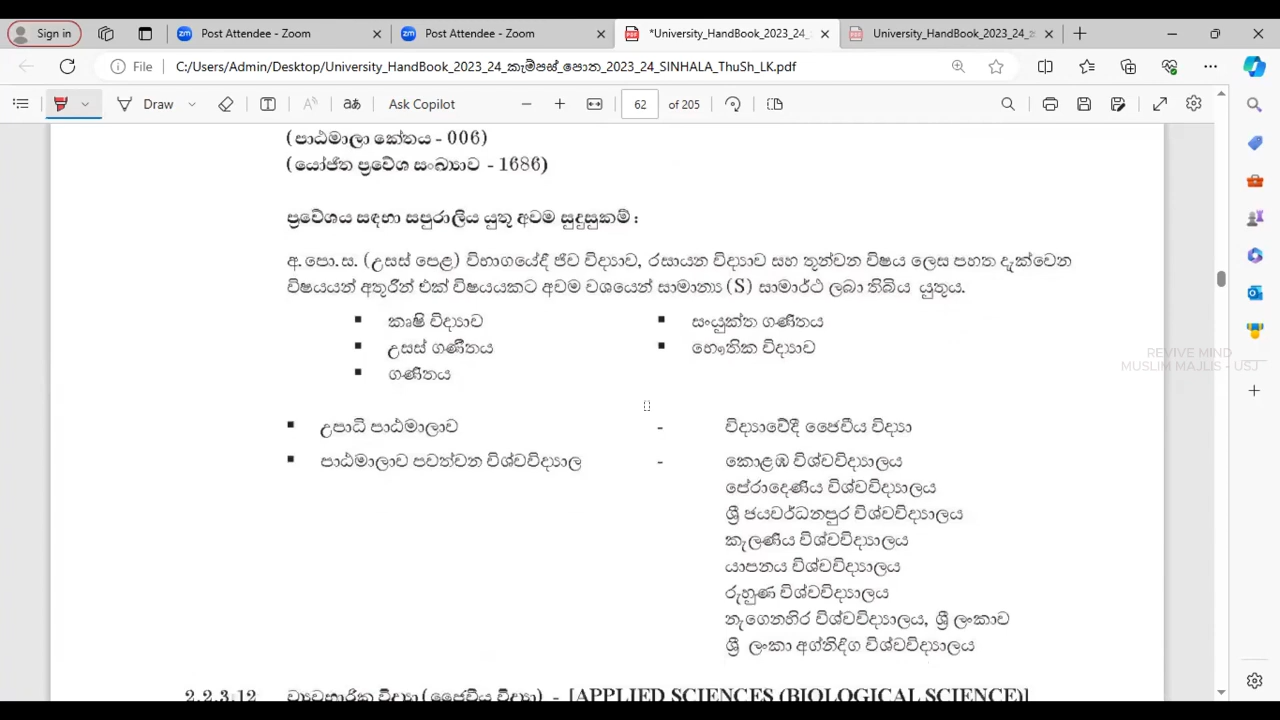 Sign in
Post Attendee - Zoom
Post Attendee - Zoom
*University_HandBook_2023_24_
University_HandBook_2023_24_
File
C:/Users/Admin/Desktop/University_HandBook_2023_24_කැම්පස්_පොත_2023_24_SINHALA_ThuSh_LK.pdf
Draw
Ask Copilot
62
of 205
(පාඨමාලා කේතය - 006)
(යෝජිත ප්‍රවේශ සංඛ්‍යාව - 1686)
ප්‍රවේශය සඳහා සපුරාලිය යුතු අවම සුදුසුකම් :
අ.පො.ස. (උසස් පෙළ) විභාගයේදී ජීව විද්‍යාව, රසායන විද්‍යාව සහ තුන්වන විෂය ලෙස පහත දැක්වෙන
විෂයයන් අතුරින් එක් විෂයයකට අවම වශයෙන් සාමාන්‍ය (S) සාමාර්ථ ලබා තිබිය යුතුය.
▪ කෘෂි විද්‍යාව ▪ සංයුක්ත ගණිතය
▪ උසස් ගණිතය ▪ භෞතික විද්‍යාව
▪ ගණිතය
▪ උපාධි පාඨමාලාව - විද්‍යාවේදී ජෛවීය විද්‍යා
▪ පාඨමාලාව පවත්වන විශ්වවිද්‍යාල - කොළඹ විශ්වවිද්‍යාලය
පේරාදෙණිය විශ්වවිද්‍යාලය
ශ්‍රී ජයවර්ධනපුර විශ්වවිද්‍යාලය
කැලණිය විශ්වවිද්‍යාලය
යාපනය විශ්වවිද්‍යාලය
රුහුණ විශ්වවිද්‍යාලය
නැගෙනහිර විශ්වවිද්‍යාලය, ශ්‍රී ලංකාව
ශ්‍රී ලංකා අග්නිදිග විශ්වවිද්‍යාලය
REVIVE MIND
MUSLIM MAJLIS - USJ
2.2.3.12 ව්‍යවහාරික විද්‍යා (ජෛවීය විද්‍යා) - [APPLIED SCIENCES (BIOLOGICAL SCIENCE)]